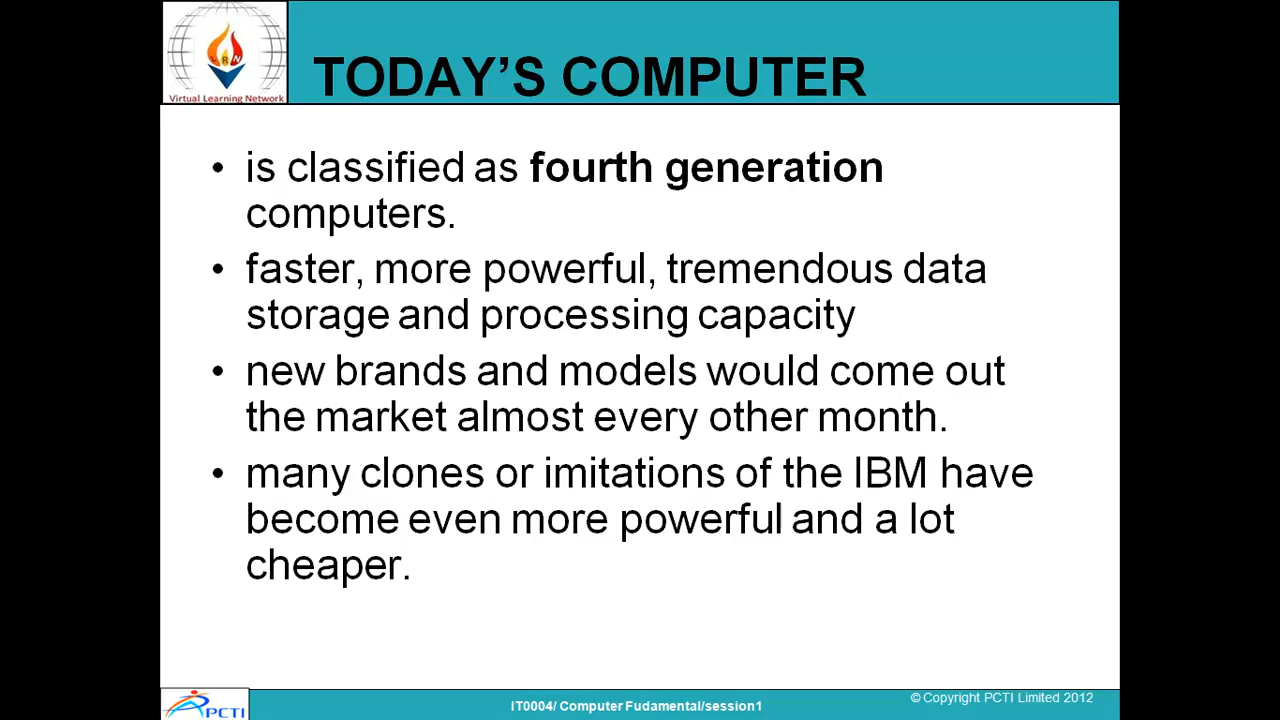 Virtual Learning Network
TODAY'S COMPUTER
• is classified as fourth generation
computers.
• faster, more powerful, tremendous data
storage and processing capacity
• new brands and models would come out
the market almost every other month.
• many clones or imitations of the IBM have
become even more powerful and a lot
cheaper.
PCTI
IT0004/ Computer Fudamental/session1
© Copyright PCTI Limited 2012